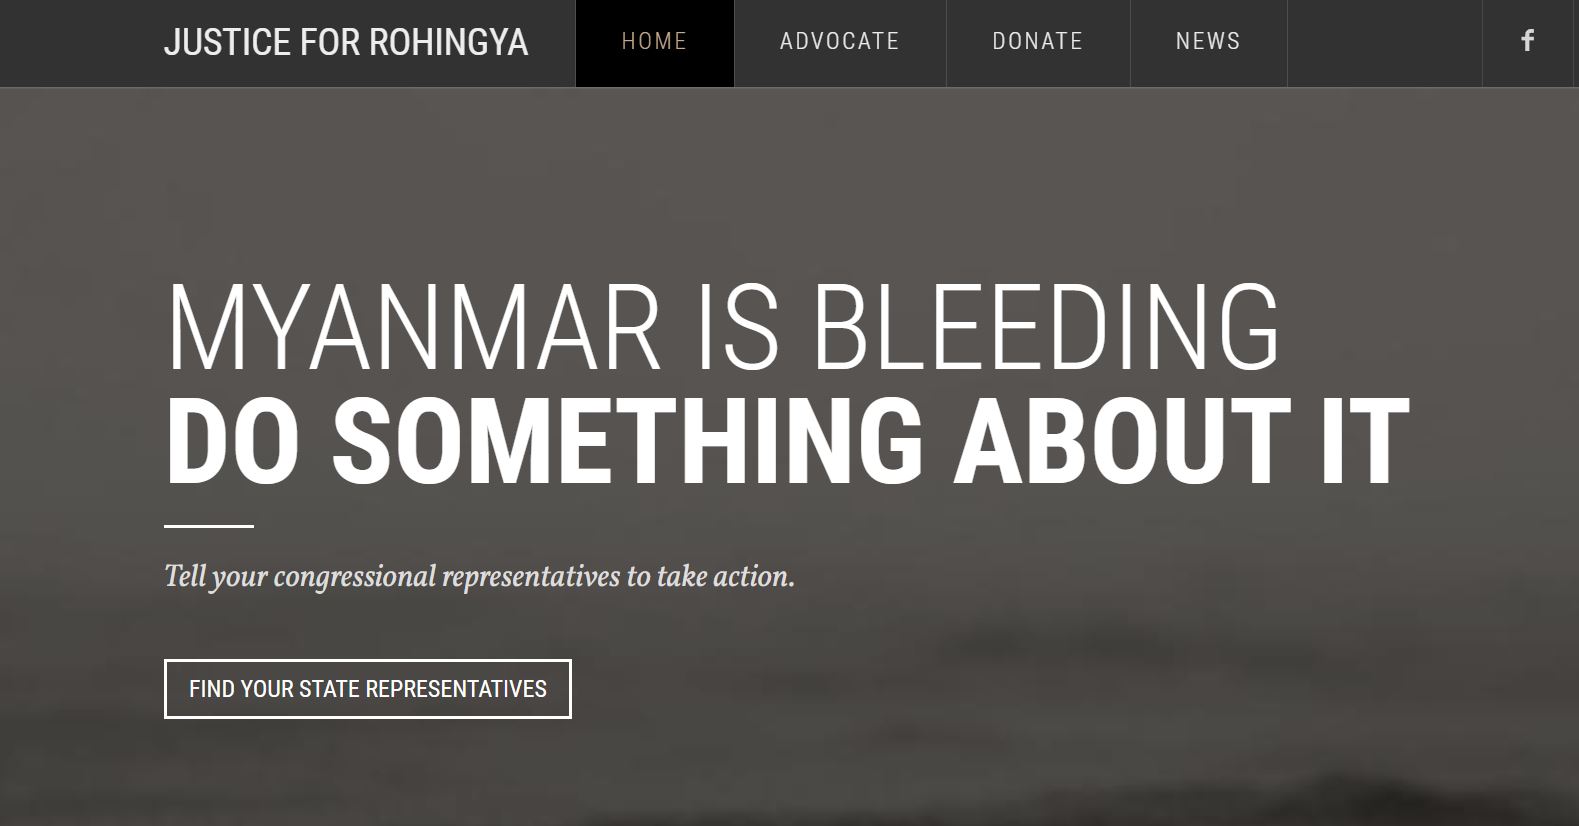 JUSTICE FOR ROHINGYA
HOME
ADVOCATE
DONATE
NEWS
f
MYANMAR IS BLEEDING
DO SOMETHING ABOUT IT
Tell your congressional representatives to take action.
FIND YOUR STATE REPRESENTATIVES